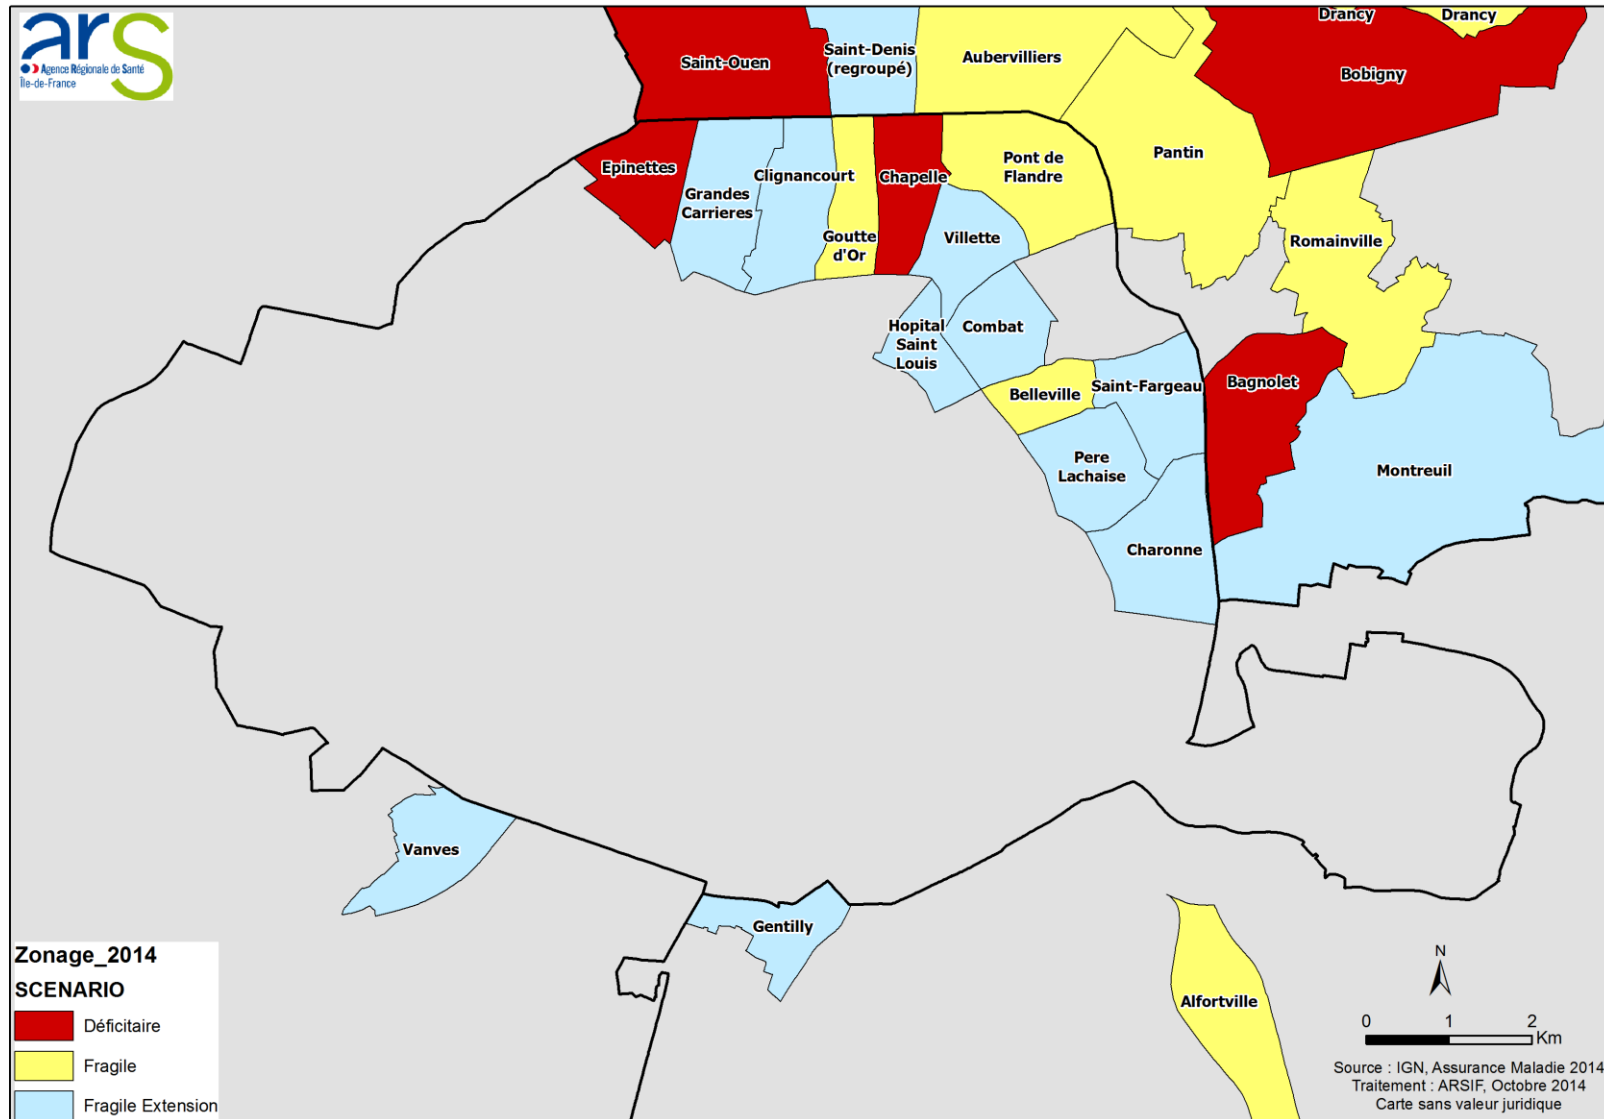 ars
Agence Régionale de Santé
Île-de-France
Drancy
Drancy
Saint-Ouen
Saint-Denis
(regroupé)
Aubervilliers
Bobigny
Epinettes
Grandes
Carrieres
Clignancourt
Goutte
d'Or
Chapelle
Pont de
Flandre
Pantin
Villette
Romainville
Hopital
Saint
Louis
Combat
Belleville
Saint-Fargeau
Bagnolet
Pere
Lachaise
Montreuil
Charonne
Vanves
Gentilly
Alfortville
Zonage_2014
SCENARIO
Déficitaire
Fragile
Fragile Extension
N
0 1 2
Km
Source : IGN, Assurance Maladie 2014
Traitement : ARSIF, Octobre 2014
Carte sans valeur juridique